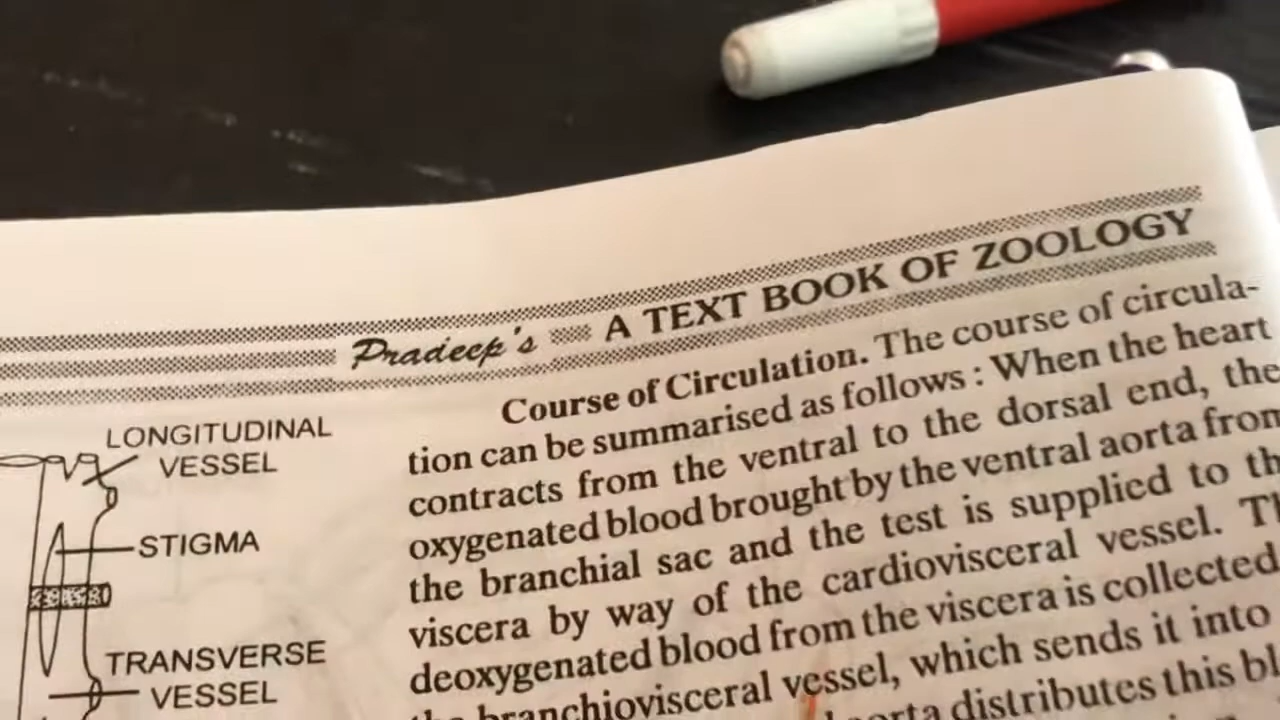 Pradeep's A TEXT BOOK OF ZOOLOGY
LONGITUDINAL
VESSEL
STIGMA
TRANSVERSE
VESSEL
Course of Circulation. The course of circula-
tion can be summarised as follows : When the heart
contracts from the ventral to the dorsal end, the
oxygenated blood brought by the ventral aorta from
the branchial sac and the test is supplied to
viscera by way of the cardiovisceral vessel.
deoxygenated blood from the viscera is collected
branchiovisceral vessel, which sends it into
distributes this